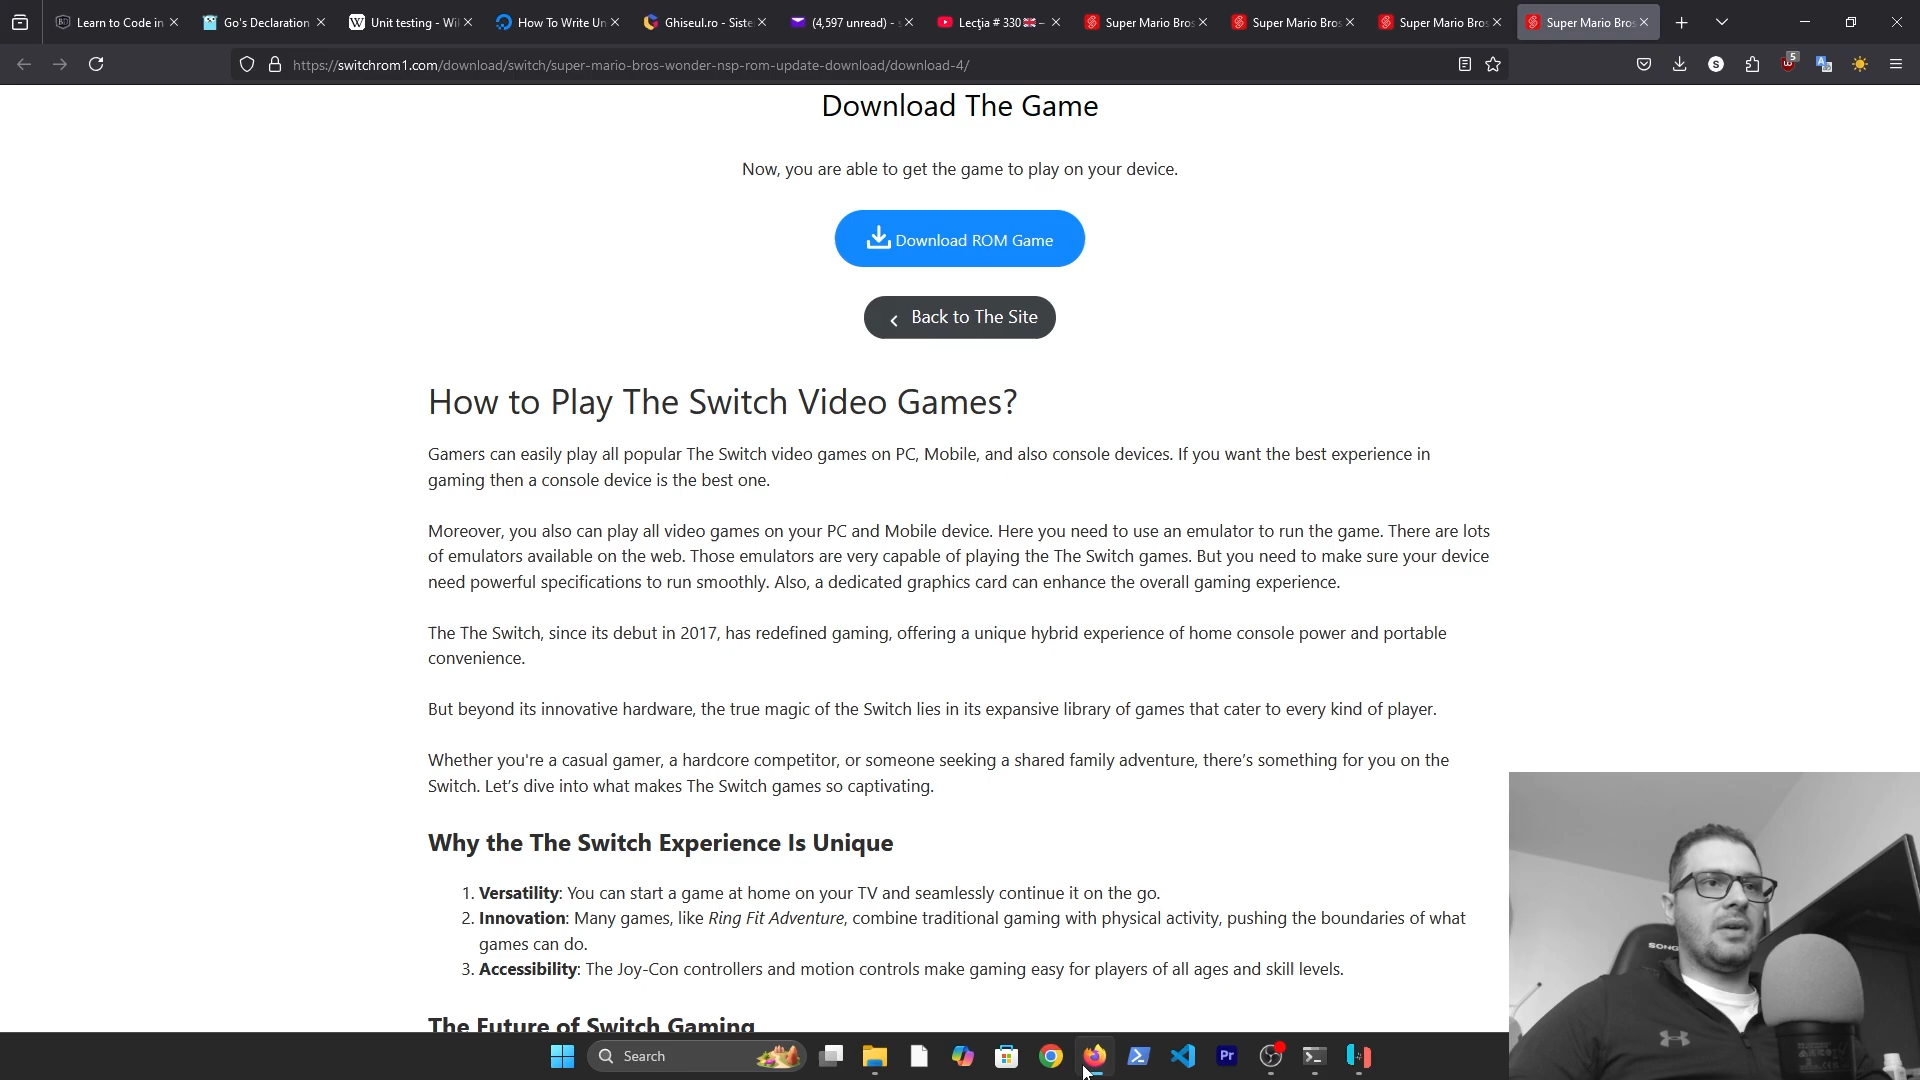 Learn to Code in
Go's Declaration
Unit testing - Wi
How To Write Un
Ghiseul.ro - Siste
(4,597 unread) - s
Lecția # 330 –
Super Mario Bros
Super Mario Bros
Super Mario Bros
Super Mario Bros
https://switchrom1.com/download/switch/super-mario-bros-wonder-nsp-rom-update-download/download-4/
5
Download The Game
Now, you are able to get the game to play on your device.
Download ROM Game
Back to The Site
How to Play The Switch Video Games?
Gamers can easily play all popular The Switch video games on PC, Mobile, and also console devices. If you want the best experience in
gaming then a console device is the best one.
Moreover, you also can play all video games on your PC and Mobile device. Here you need to use an emulator to run the game. There are lots
of emulators available on the web. Those emulators are very capable of playing the The Switch games. But you need to make sure your device
need powerful specifications to run smoothly. Also, a dedicated graphics card can enhance the overall gaming experience.
The The Switch, since its debut in 2017, has redefined gaming, offering a unique hybrid experience of home console power and portable
convenience.
But beyond its innovative hardware, the true magic of the Switch lies in its expansive library of games that cater to every kind of player.
Whether you're a casual gamer, a hardcore competitor, or someone seeking a shared family adventure, there’s something for you on the
Switch. Let’s dive into what makes The Switch games so captivating.
Why the The Switch Experience Is Unique
1. Versatility: You can start a game at home on your TV and seamlessly continue it on the go.
2. Innovation: Many games, like Ring Fit Adventure, combine traditional gaming with physical activity, pushing the boundaries of what
games can do.
3. Accessibility: The Joy-Con controllers and motion controls make gaming easy for players of all ages and skill levels.
The Future of Switch Gaming
SONG
Search
Pr